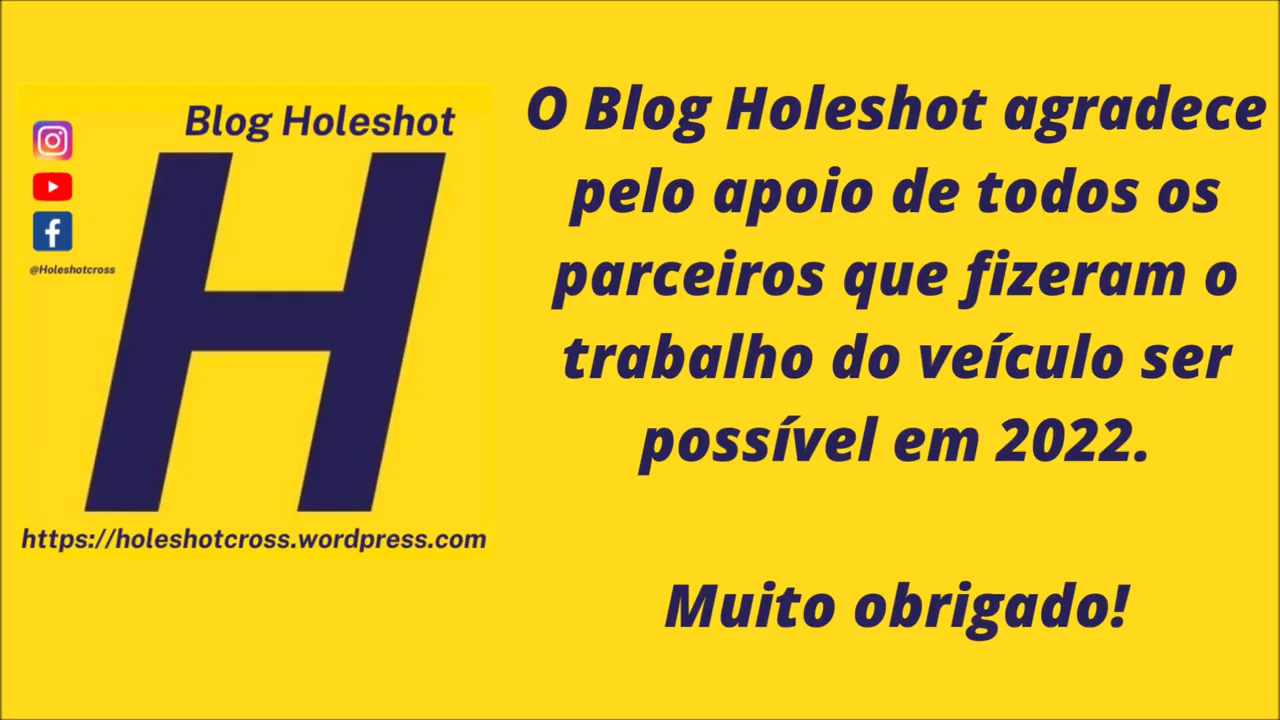 Blog Holeshot
@Holeshotcross
H
https://holeshotcross.wordpress.com
O Blog Holeshot agradece
pelo apoio de todos os
parceiros que fizeram o
trabalho do veículo ser
possível em 2022.
Muito obrigado!